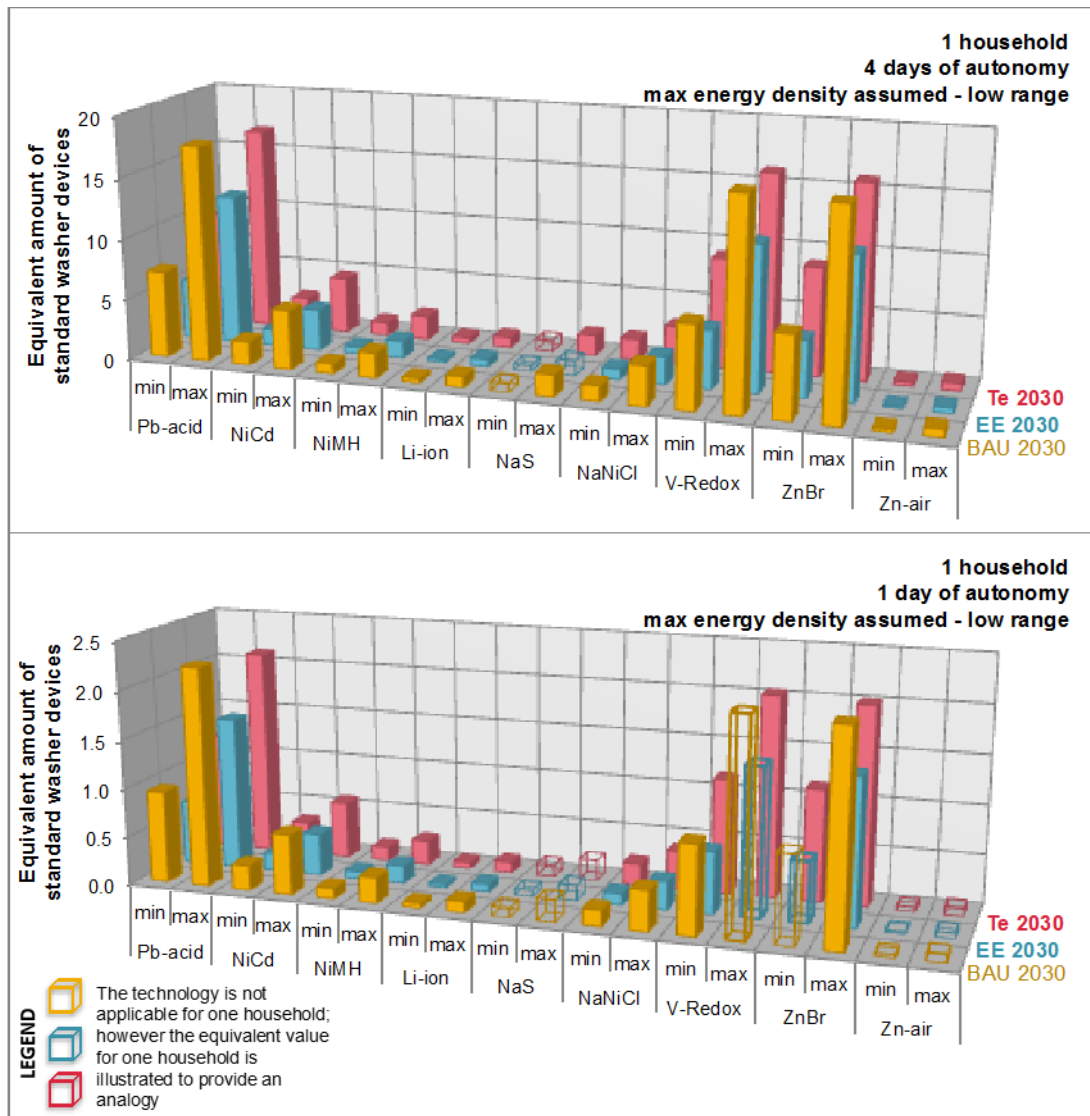 1 household
4 days of autonomy
max energy density assumed - low range
Equivalent amount of
standard washer devices
20
15
10
5
0
min max min max min max min max min max min max min max min max min max
Pb-acid NiCd NiMH Li-ion NaS NaNiCl V-Redox ZnBr Zn-air
Te 2030
EE 2030
BAU 2030
1 household
1 day of autonomy
max energy density assumed - low range
Equivalent amount of
standard washer devices
2.5
2.0
1.5
1.0
0.5
0.0
min max min max min max min max min max min max min max min max min max
Pb-acid NiCd NiMH Li-ion NaS NaNiCl V-Redox ZnBr Zn-air
Te 2030
EE 2030
BAU 2030
LEGEND
The technology is not
applicable for one household;
however the equivalent value
for one household is
illustrated to provide an
analogy